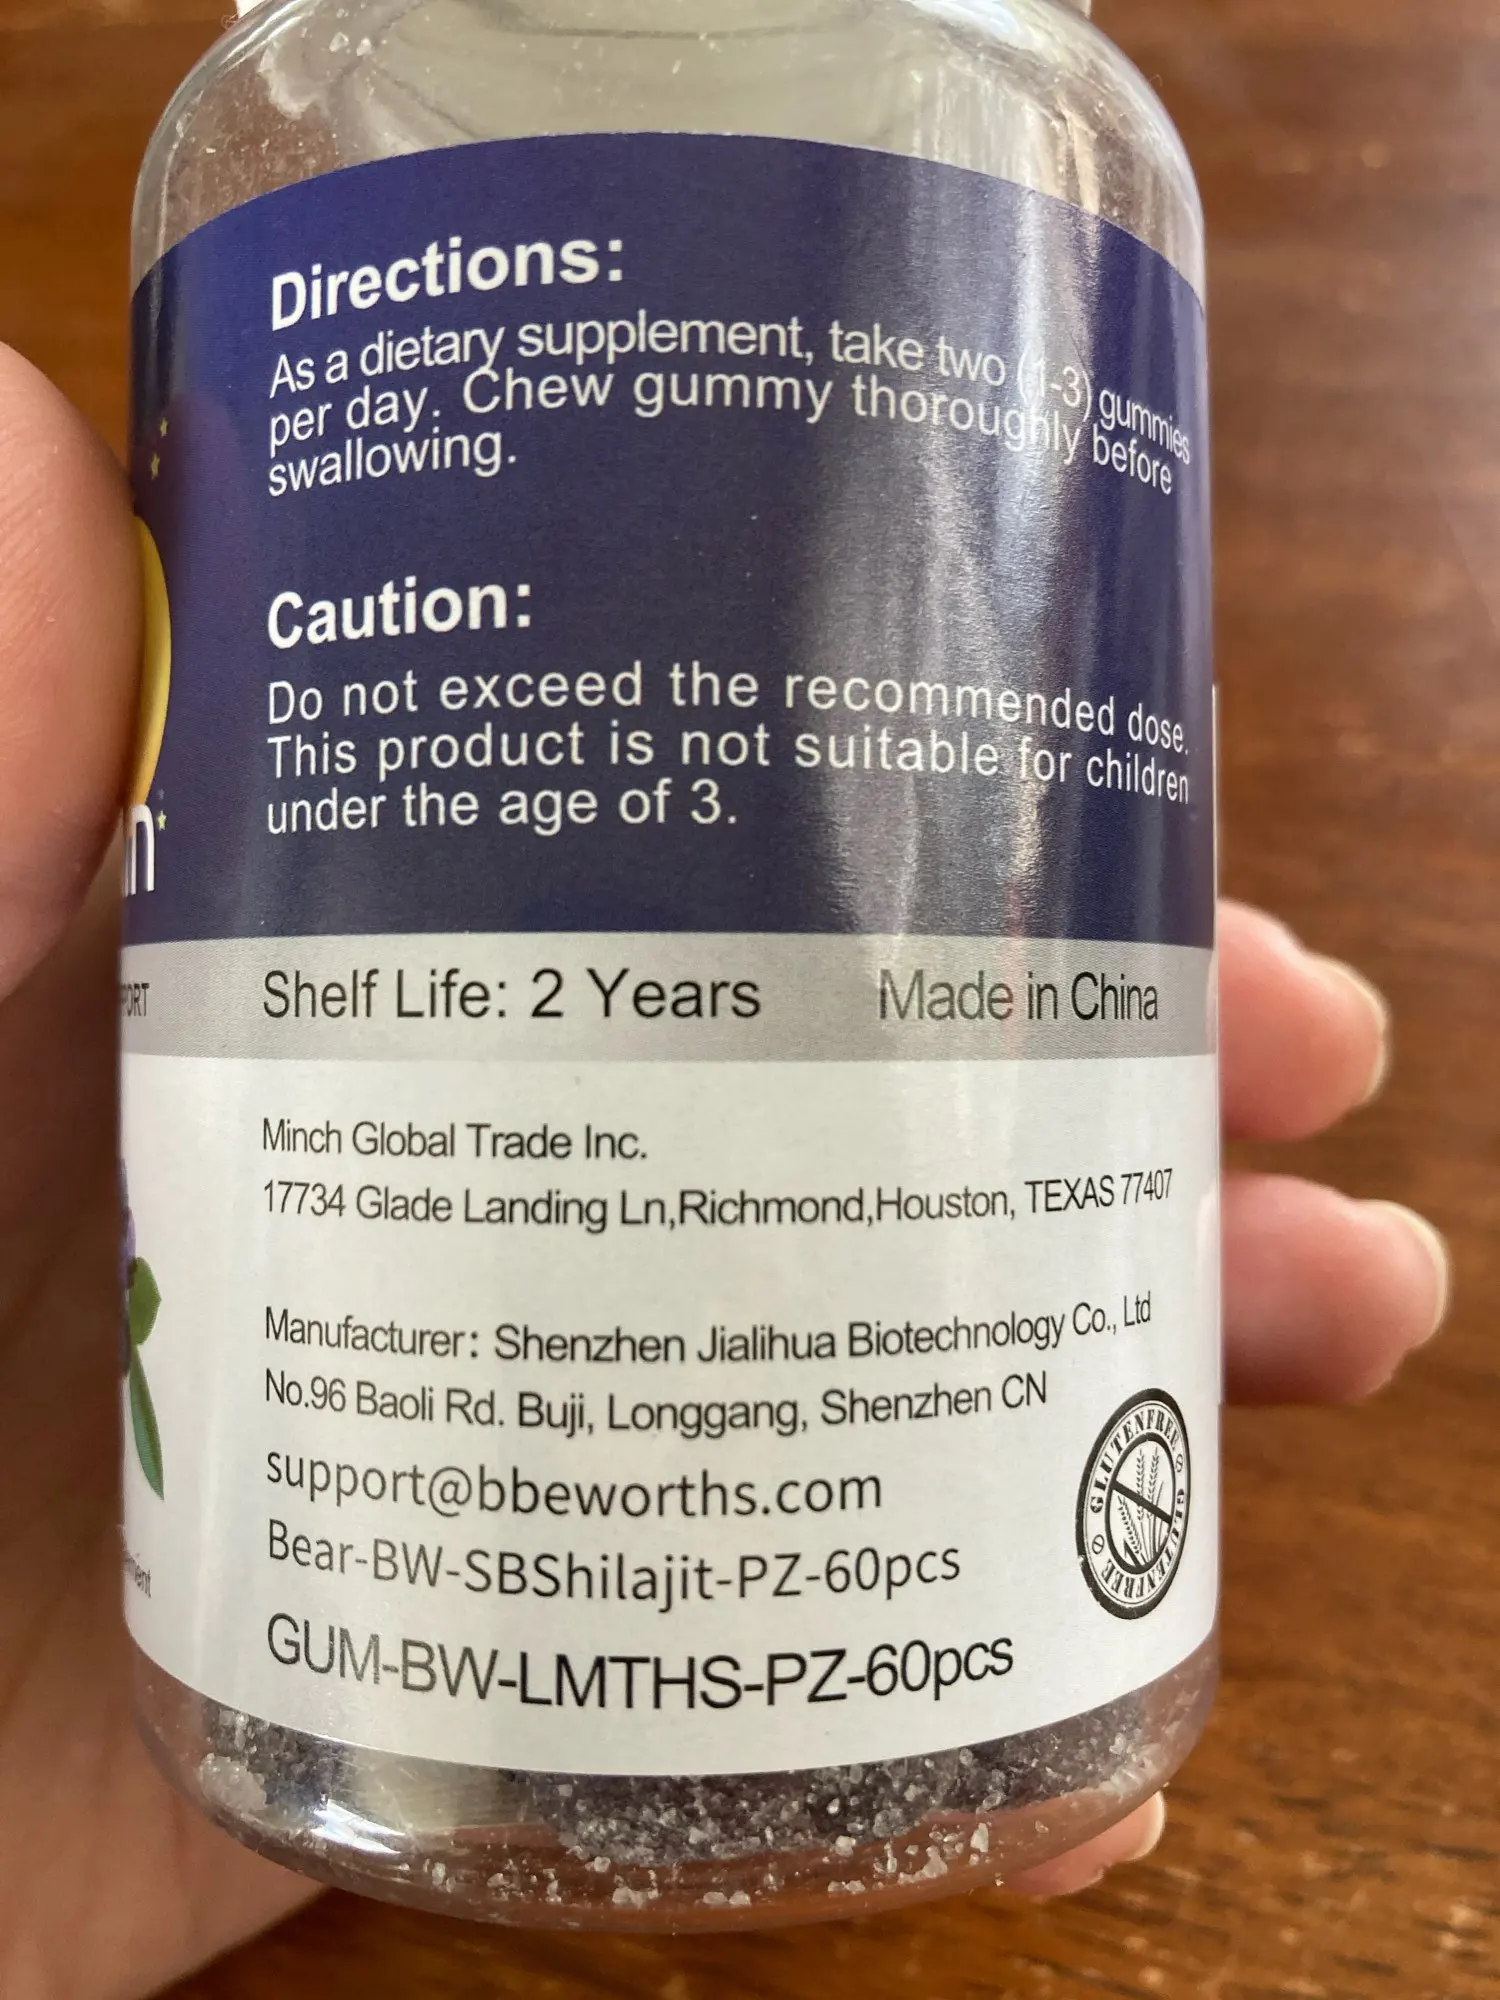 Directions:
As a dietary supplement, take two (1-3) gummies
per day. Chew gummy thoroughly before
swallowing.
Caution:
Do not exceed the recommended dose.
This product is not suitable for children
under the age of 3.
Shelf Life: 2 Years
Made in China
Minch Global Trade Inc.
17734 Glade Landing Ln,Richmond,Houston, TEXAS 77407
Manufacturer: Shenzhen Jialihua Biotechnology Co., Ltd
No.96 Baoli Rd. Buji, Longgang, Shenzhen CN
support@bbeworths.com
Bear-BW-SBShilajit-PZ-60pcs
GUM-BW-LMTHS-PZ-60pcs
GLUTENFREE
GLUTENFREE